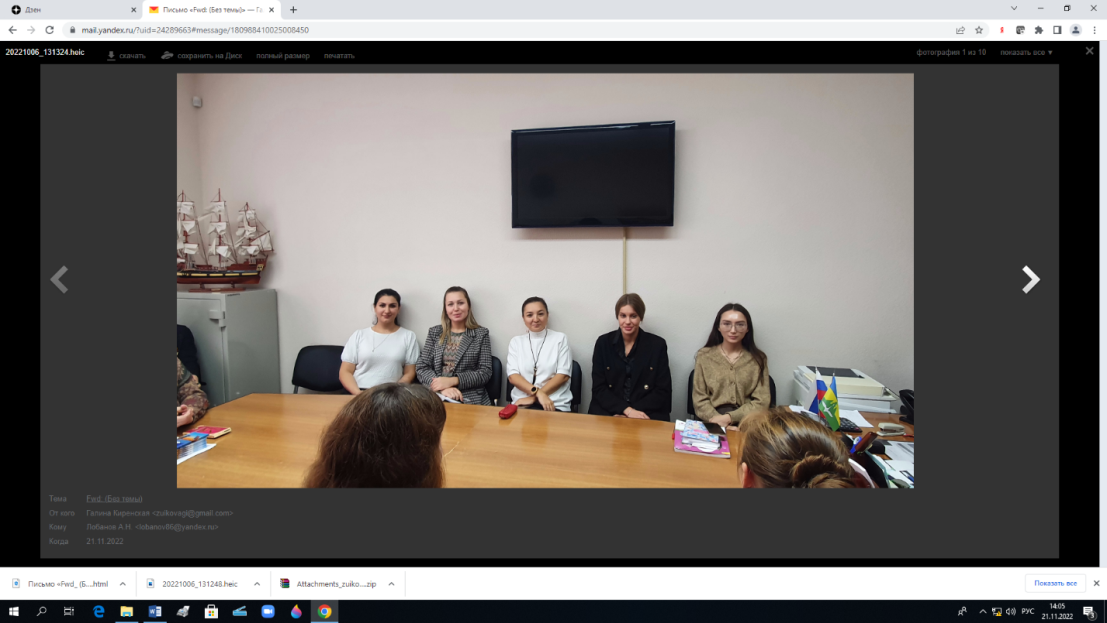 Дзен
Письмо «Fwd: (Без темы)» — Га
mail.yandex.ru/?uid=24289663#message/180988410025008450
20221006_131324.heic
скачать
сохранить на Диск
полный размер
печатать
фотография 1 из 10
показать все
Тема Fwd: (Без темы)
От кого Галина Киренская <zuikovagi@gmail.com>
Кому Лобанов А.Н. <lobanov86@yandex.ru>
Когда 21.11.2022
Письмо «Fwd_ (Б....html
20221006_131248.heic
Attachments_zuiko....zip
Показать все
РУС
14:05
21.11.2022